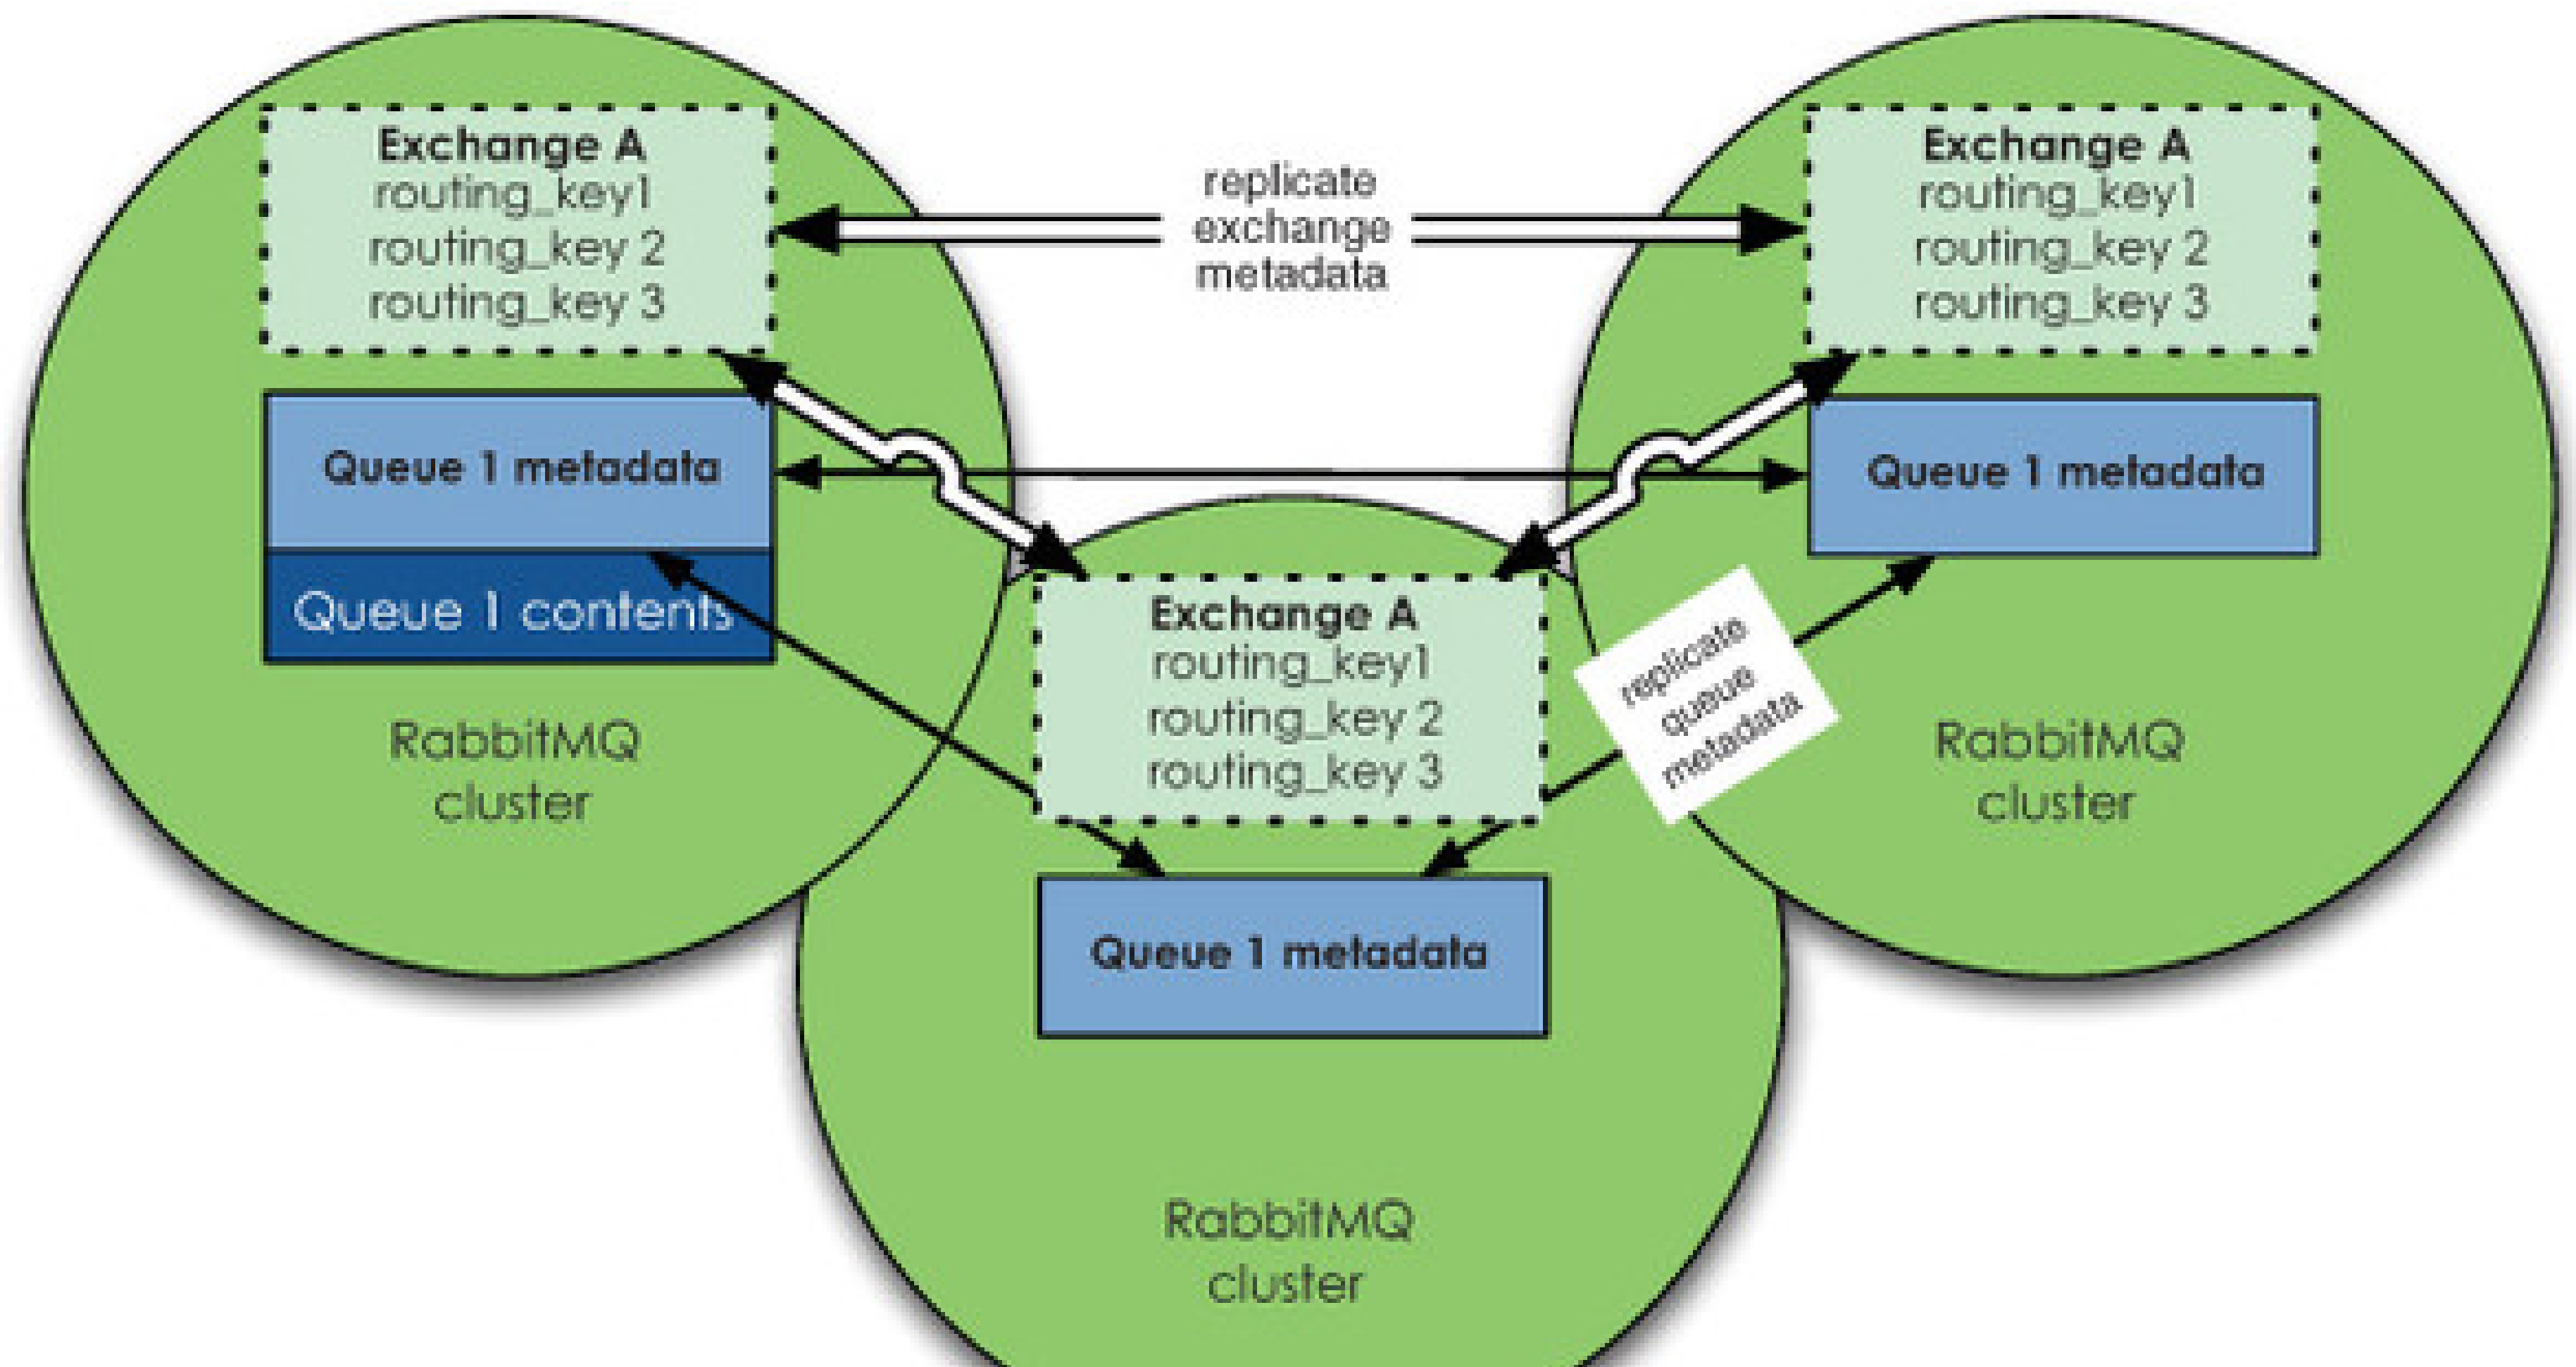 Exchange A
routing_key1
routing_key 2
routing_key 3
replicate
exchange
metadata
Exchange A
routing_key1
routing_key 2
routing_key 3
Queue 1 metadata
Queue 1 contents
Queue 1 metadata
Exchange A
routing_key1
routing_key 2
routing_key 3
replicate
queue
metadata
RabbitMQ
cluster
RabbitMQ
cluster
Queue 1 metadata
RabbitMQ
cluster